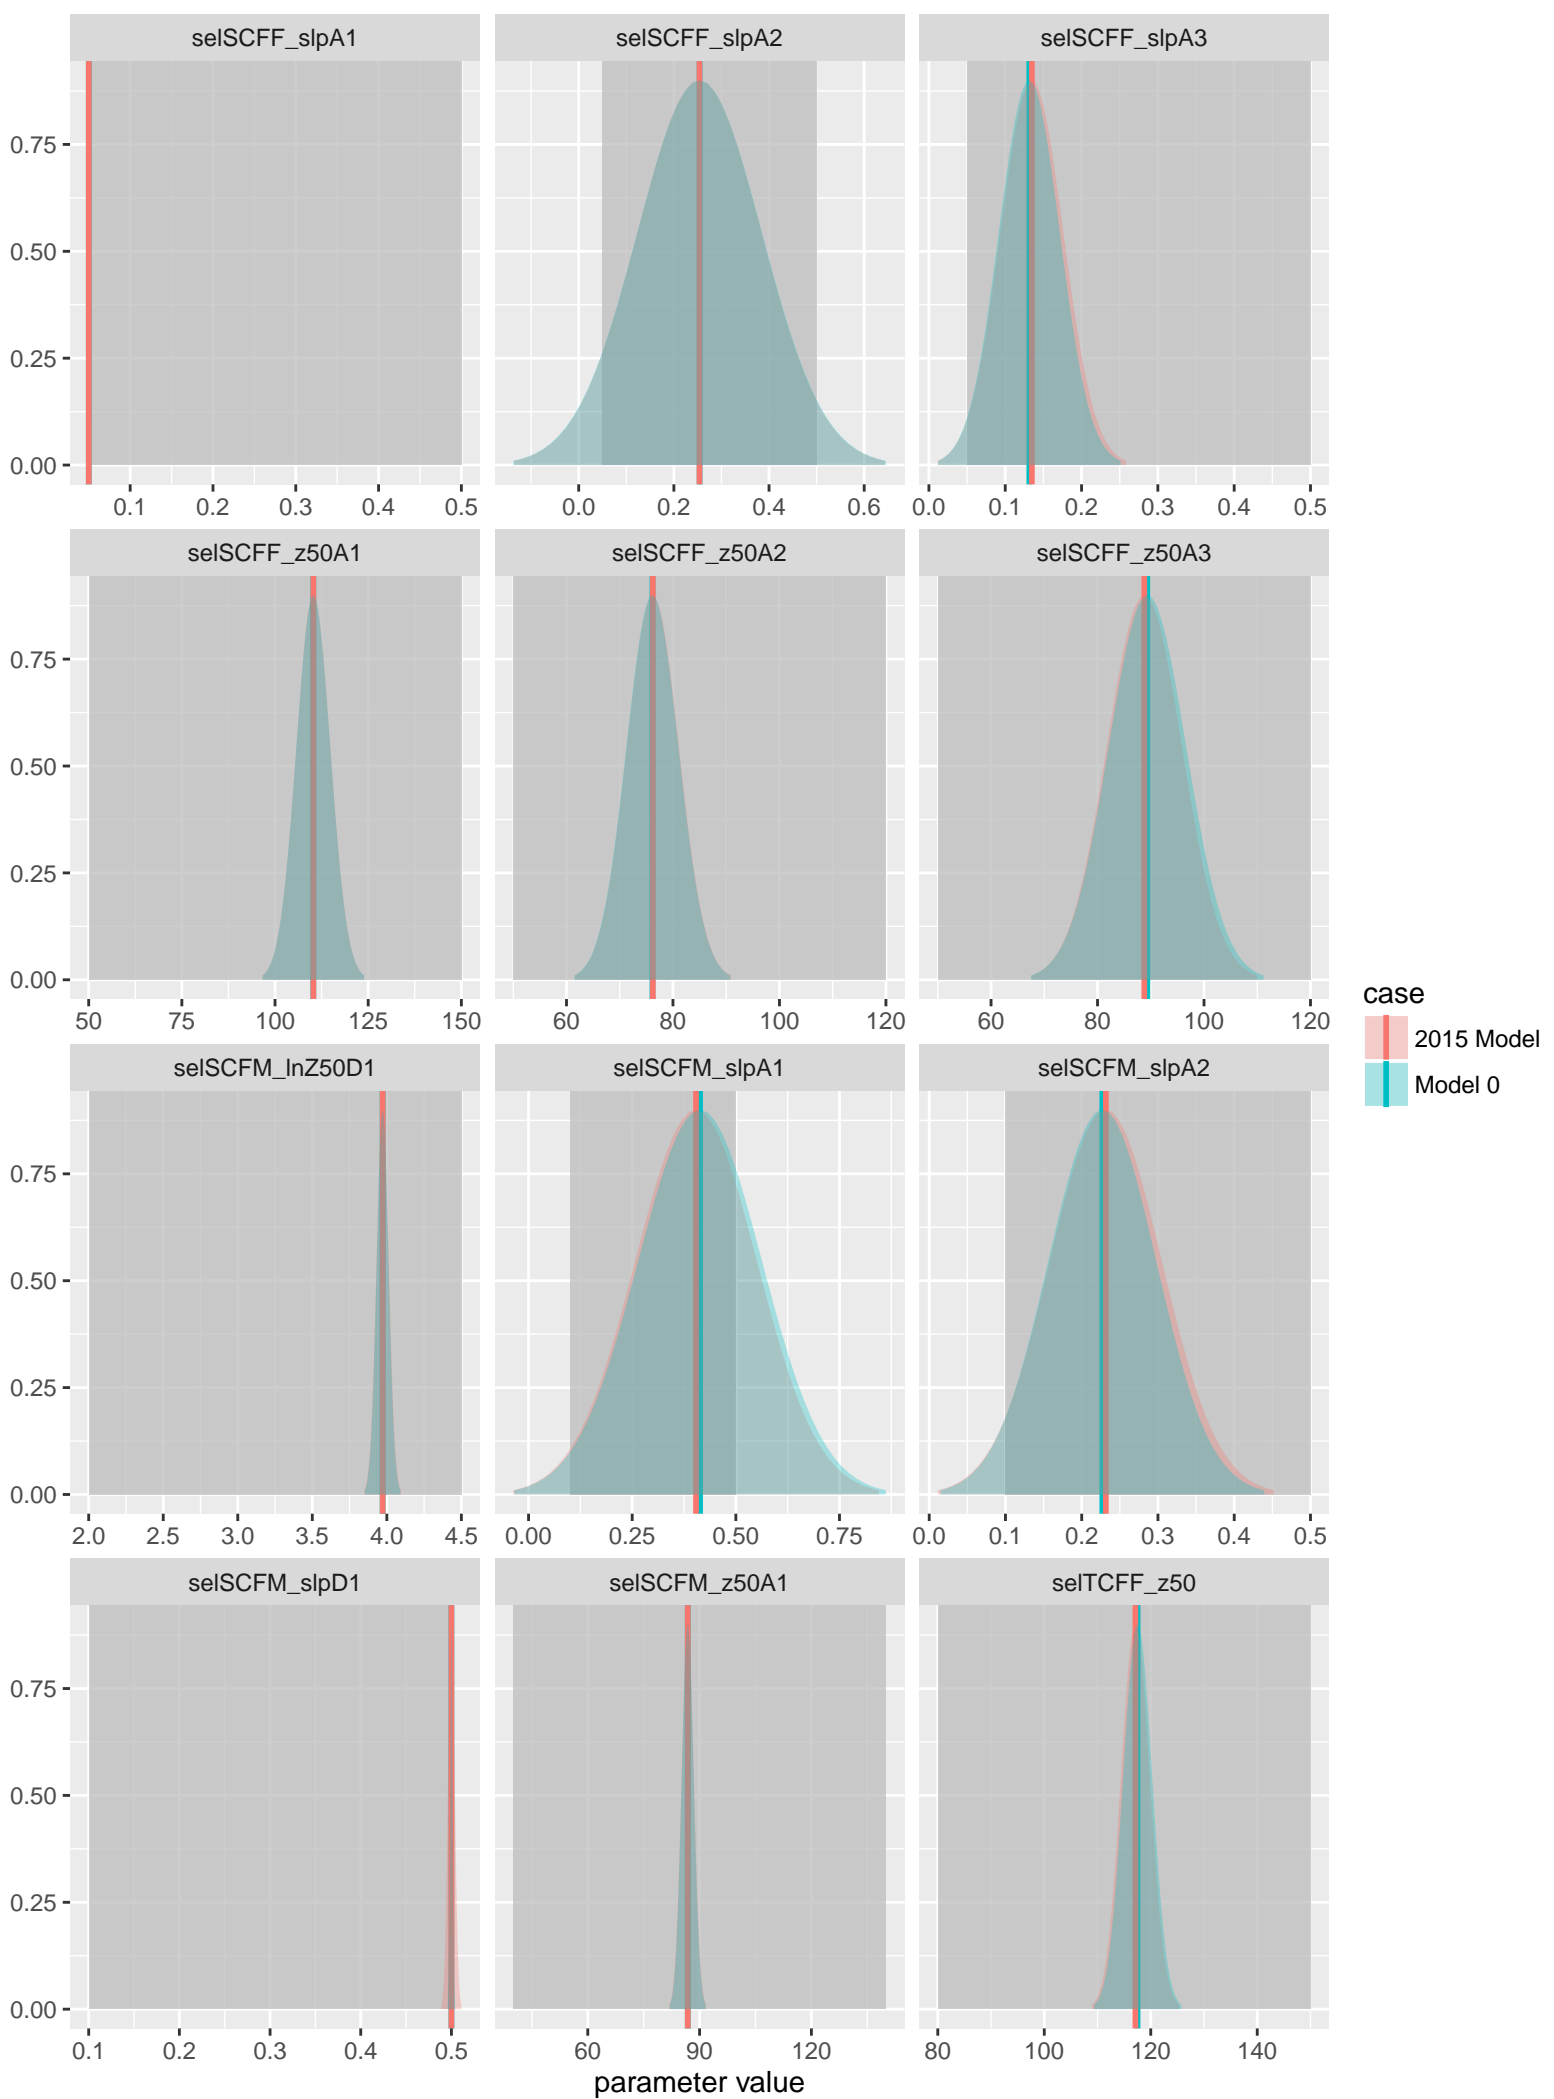 selSCFF_slpA1 selSCFF_slpA2 selSCFF_slpA3
0.75
0.50
0.25
0.00
0.1 0.2 0.3 0.4 0.5 0.0 0.2 0.4 0.6 0.0 0.1 0.2 0.3 0.4 0.5
selSCFF_z50A1 selSCFF_z50A2 selSCFF_z50A3
0.75
0.50
0.25
0.00
50 75 100 125 150 60 80 100 120 60 80 100 120
case
2015 Model
Model 0
selSCFM_lnZ50D1 selSCFM_slpA1 selSCFM_slpA2
0.75
0.50
0.25
0.00
2.0 2.5 3.0 3.5 4.0 4.5 0.00 0.25 0.50 0.75 0.0 0.1 0.2 0.3 0.4 0.5
selSCFM_slpD1 selSCFM_z50A1 selTCFF_z50
0.75
0.50
0.25
0.00
0.1 0.2 0.3 0.4 0.5 60 90 120 80 100 120 140
parameter value